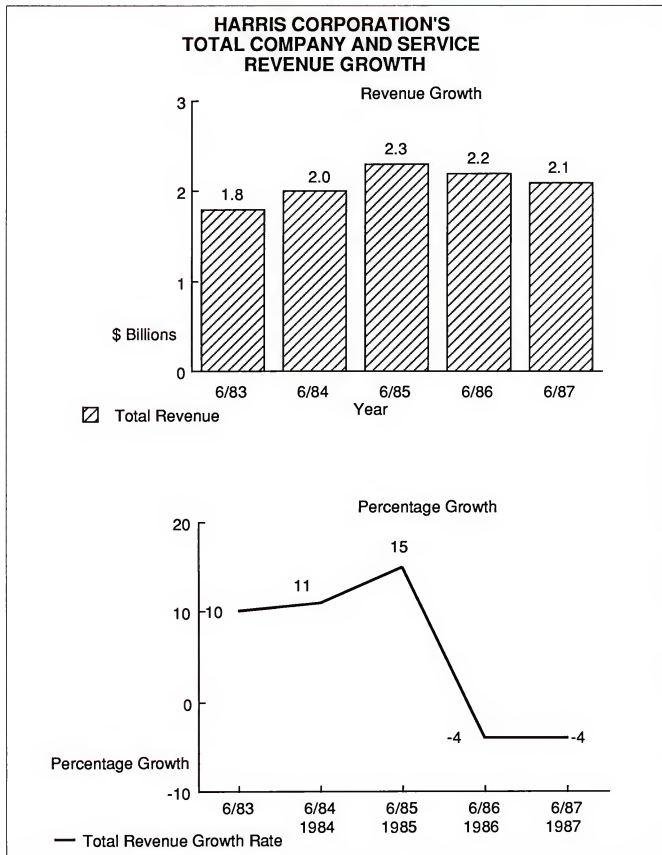 HARRIS CORPORATION'S
TOTAL COMPANY AND SERVICE
REVENUE GROWTH
Revenue Growth
3
2
1
0
$ Billions
1.8
2.0
2.3
2.2
2.1
6/83 6/84 6/85 6/86 6/87
Year
Total Revenue
Percentage Growth
20
10
0
-10
Percentage Growth
10
11
15
-4
-4
6/83 6/84 6/85 6/86 6/87
1984 1985 1986 1987
Total Revenue Growth Rate